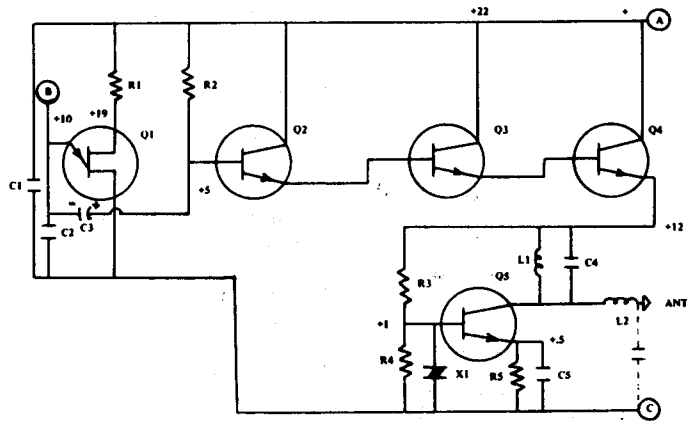 +22
+
A
B
R1
R2
+10
+19
Q1
Q2
Q3
Q4
C1
+5
-
+
C3
C2
+12
L1
C4
Q5
R3
ANT
L2
+1
+.5
R4
X1
R5
C5
C